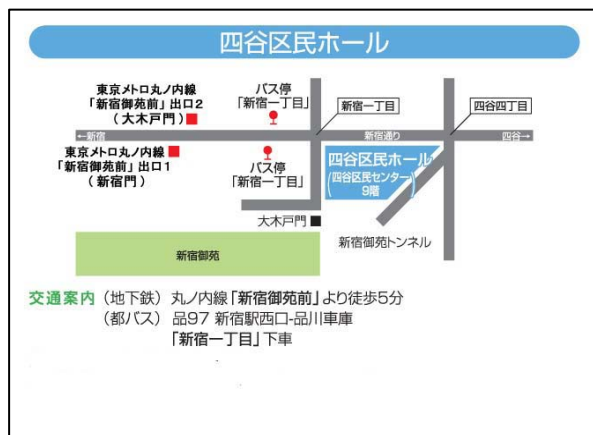 四谷区民ホール
東京メトロ丸ノ内線
「新宿御苑前」出口2
（大木戸門）
バス停
「新宿一丁目」
新宿一丁目
四谷四丁目
←新宿
新宿通り
四谷→
東京メトロ丸ノ内線
「新宿御苑前」出口1
（新宿門）
バス停
「新宿一丁目」
四谷区民ホール
（四谷区民センター
9階）
大木戸門
新宿御苑トンネル
新宿御苑
交通案内（地下鉄）丸ノ内線「新宿御苑前」より徒歩5分
（都バス）品97 新宿駅西口-品川車庫
「新宿一丁目」下車